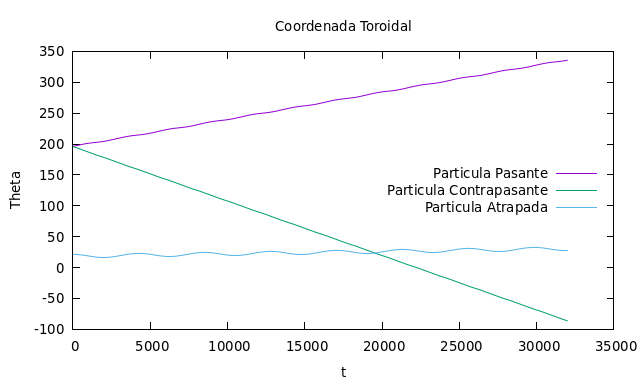 Coordenada Toroidal
350
300
250
200
150
100
50
0
-50
-100
Theta
Particula Pasante
Particula Contrapasante
Particula Atrapada
0 5000 10000 15000 20000 25000 30000 35000
t